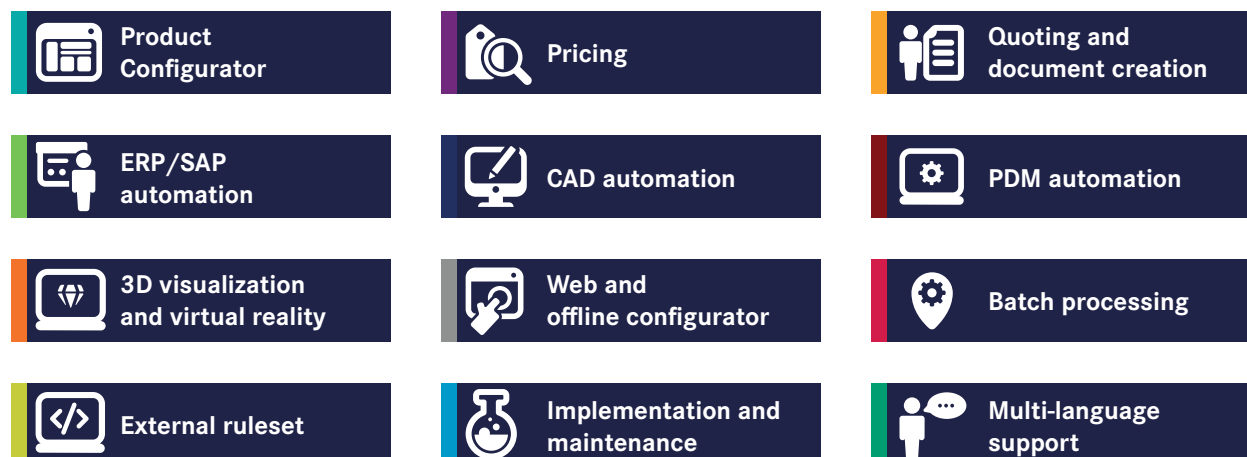 Product
Configurator
Pricing
Quoting and
document creation
ERP/SAP
automation
CAD automation
PDM automation
3D visualization
and virtual reality
Web and
offline configurator
Batch processing
</>
External ruleset
Implementation and
maintenance
Multi-language
support